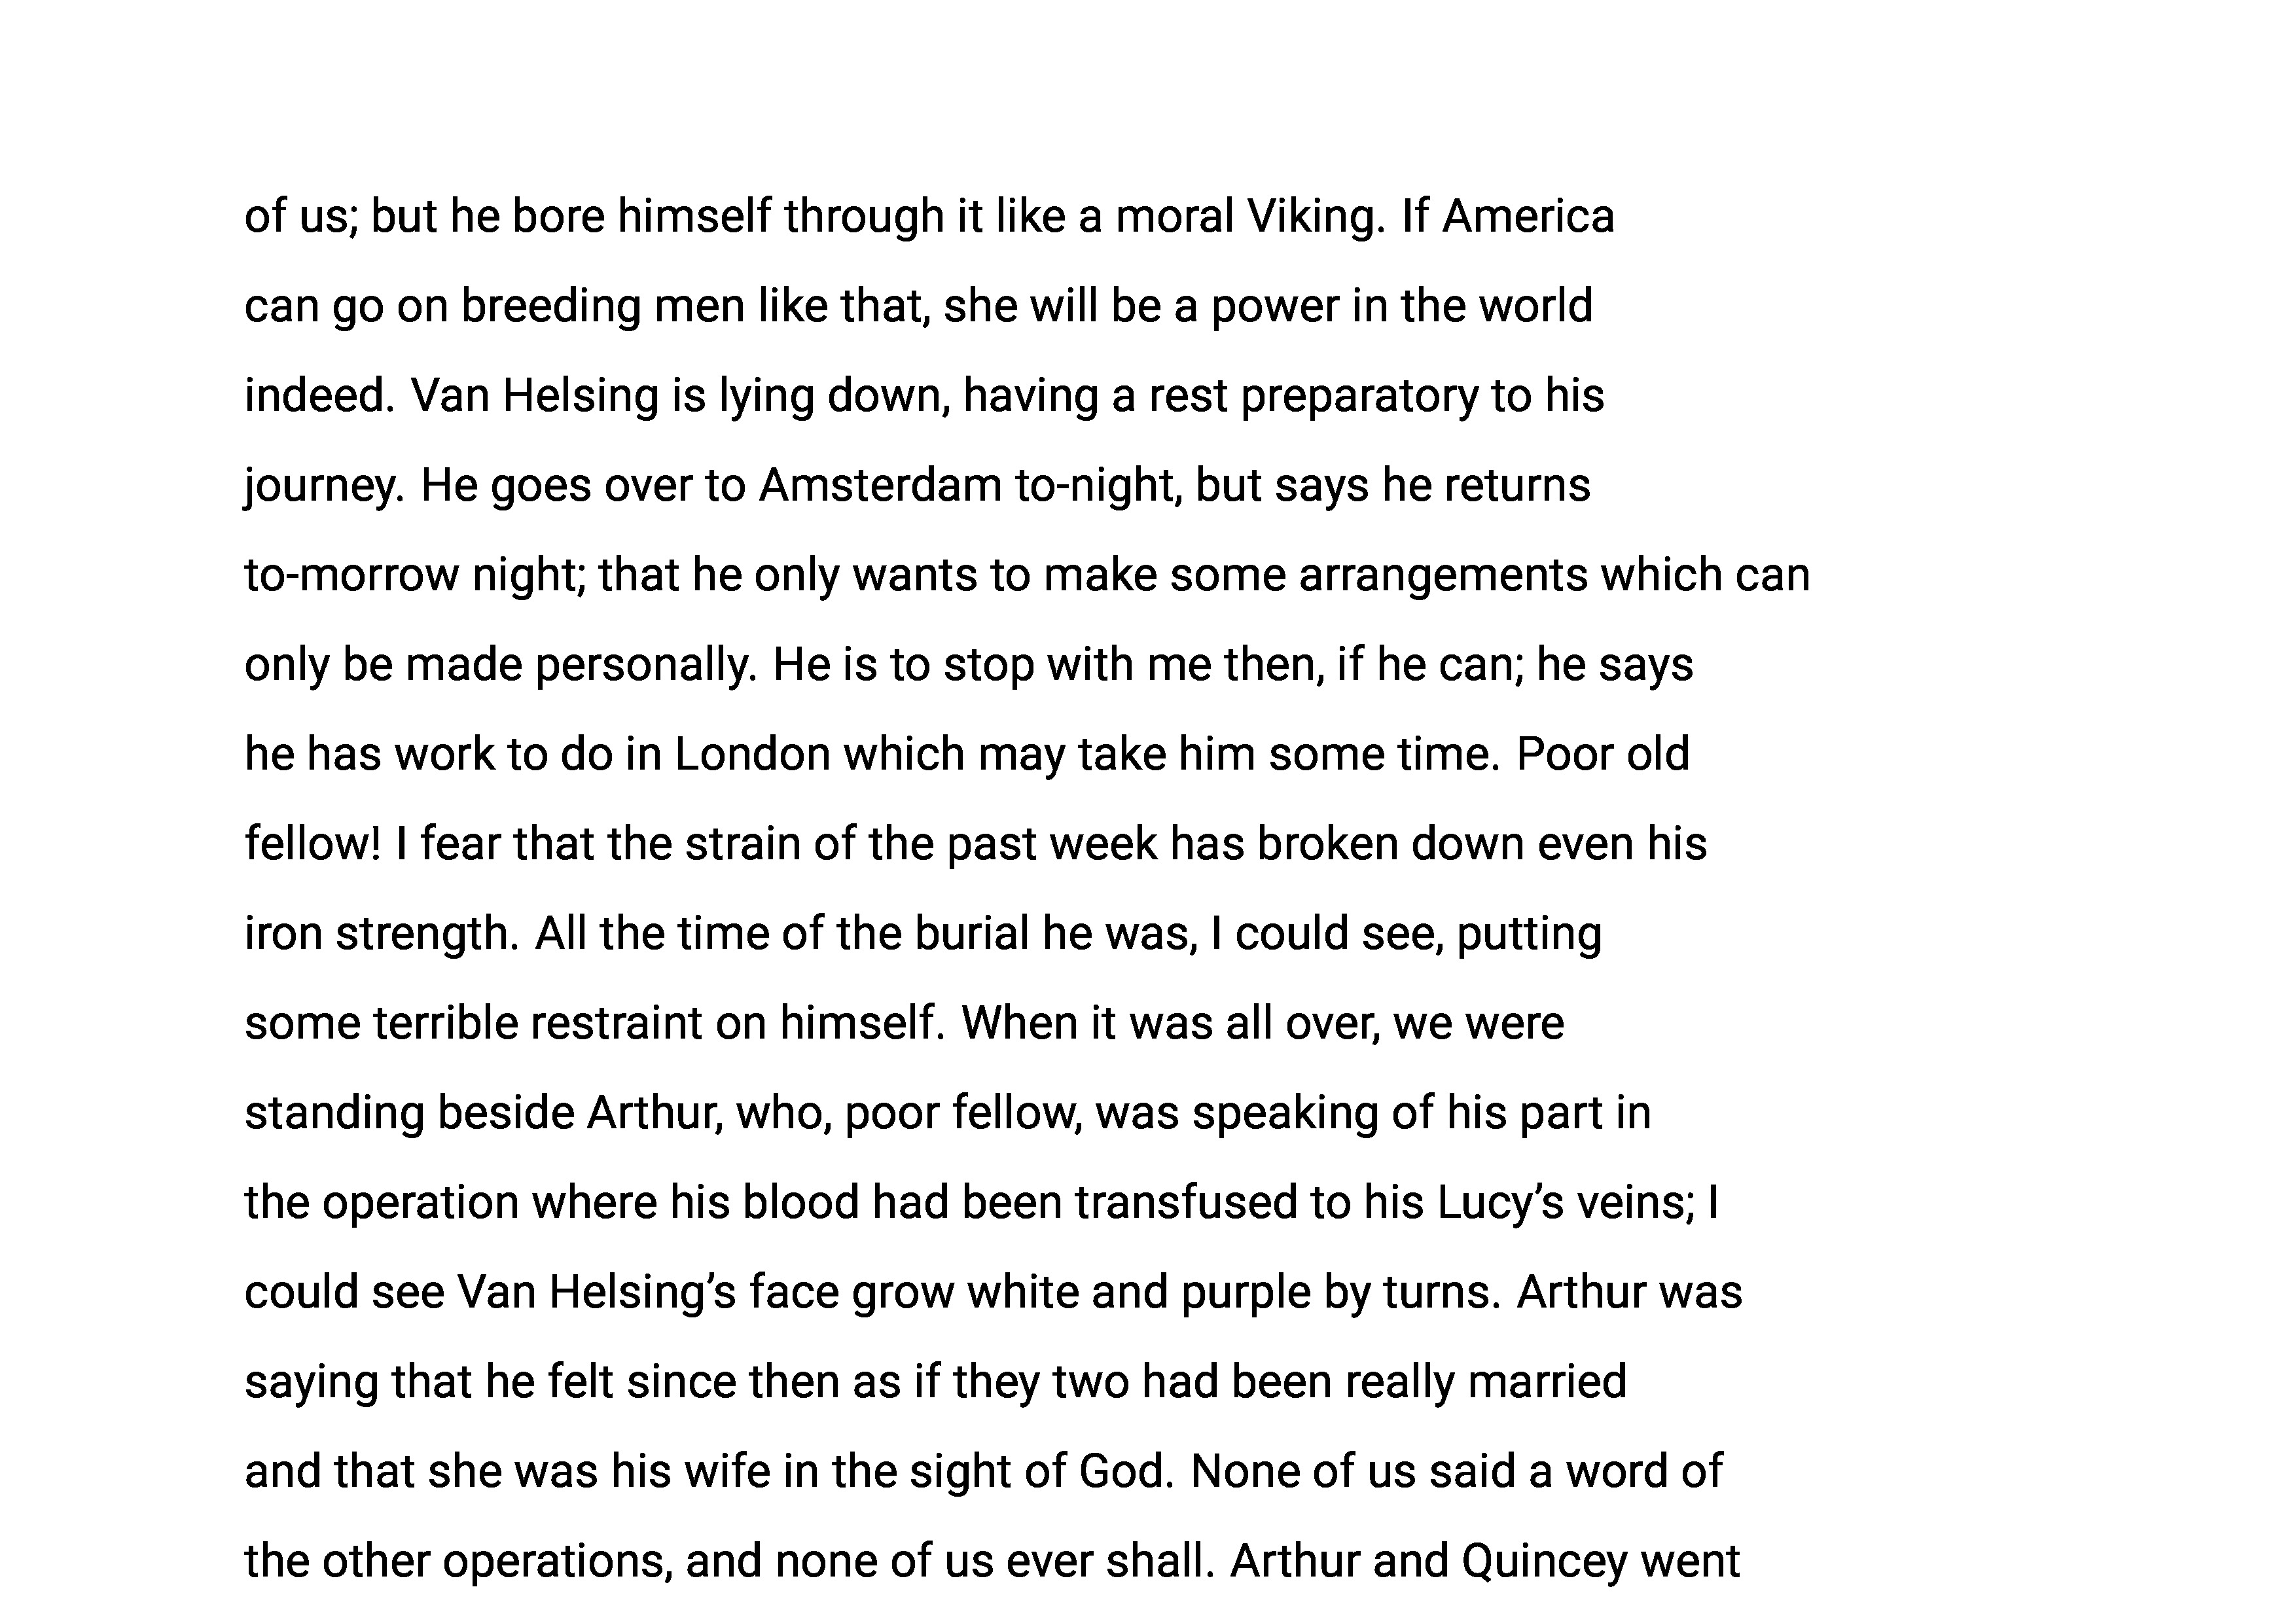 of us; but he bore himself through it like a moral Viking. If America
can go on breeding men like that, she will be a power in the world
indeed. Van Helsing is lying down, having a rest preparatory to his
journey. He goes over to Amsterdam to-night, but says he returns
to-morrow night; that he only wants to make some arrangements which can
only be made personally. He is to stop with me then, if he can; he says
he has work to do in London which may take him some time. Poor old
fellow! I fear that the strain of the past week has broken down even his
iron strength. All the time of the burial he was, I could see, putting
some terrible restraint on himself. When it was all over, we were
standing beside Arthur, who, poor fellow, was speaking of his part in
the operation where his blood had been transfused to his Lucy’s veins; I
could see Van Helsing’s face grow white and purple by turns. Arthur was
saying that he felt since then as if they two had been really married
and that she was his wife in the sight of God. None of us said a word of
the other operations, and none of us ever shall. Arthur and Quincey went